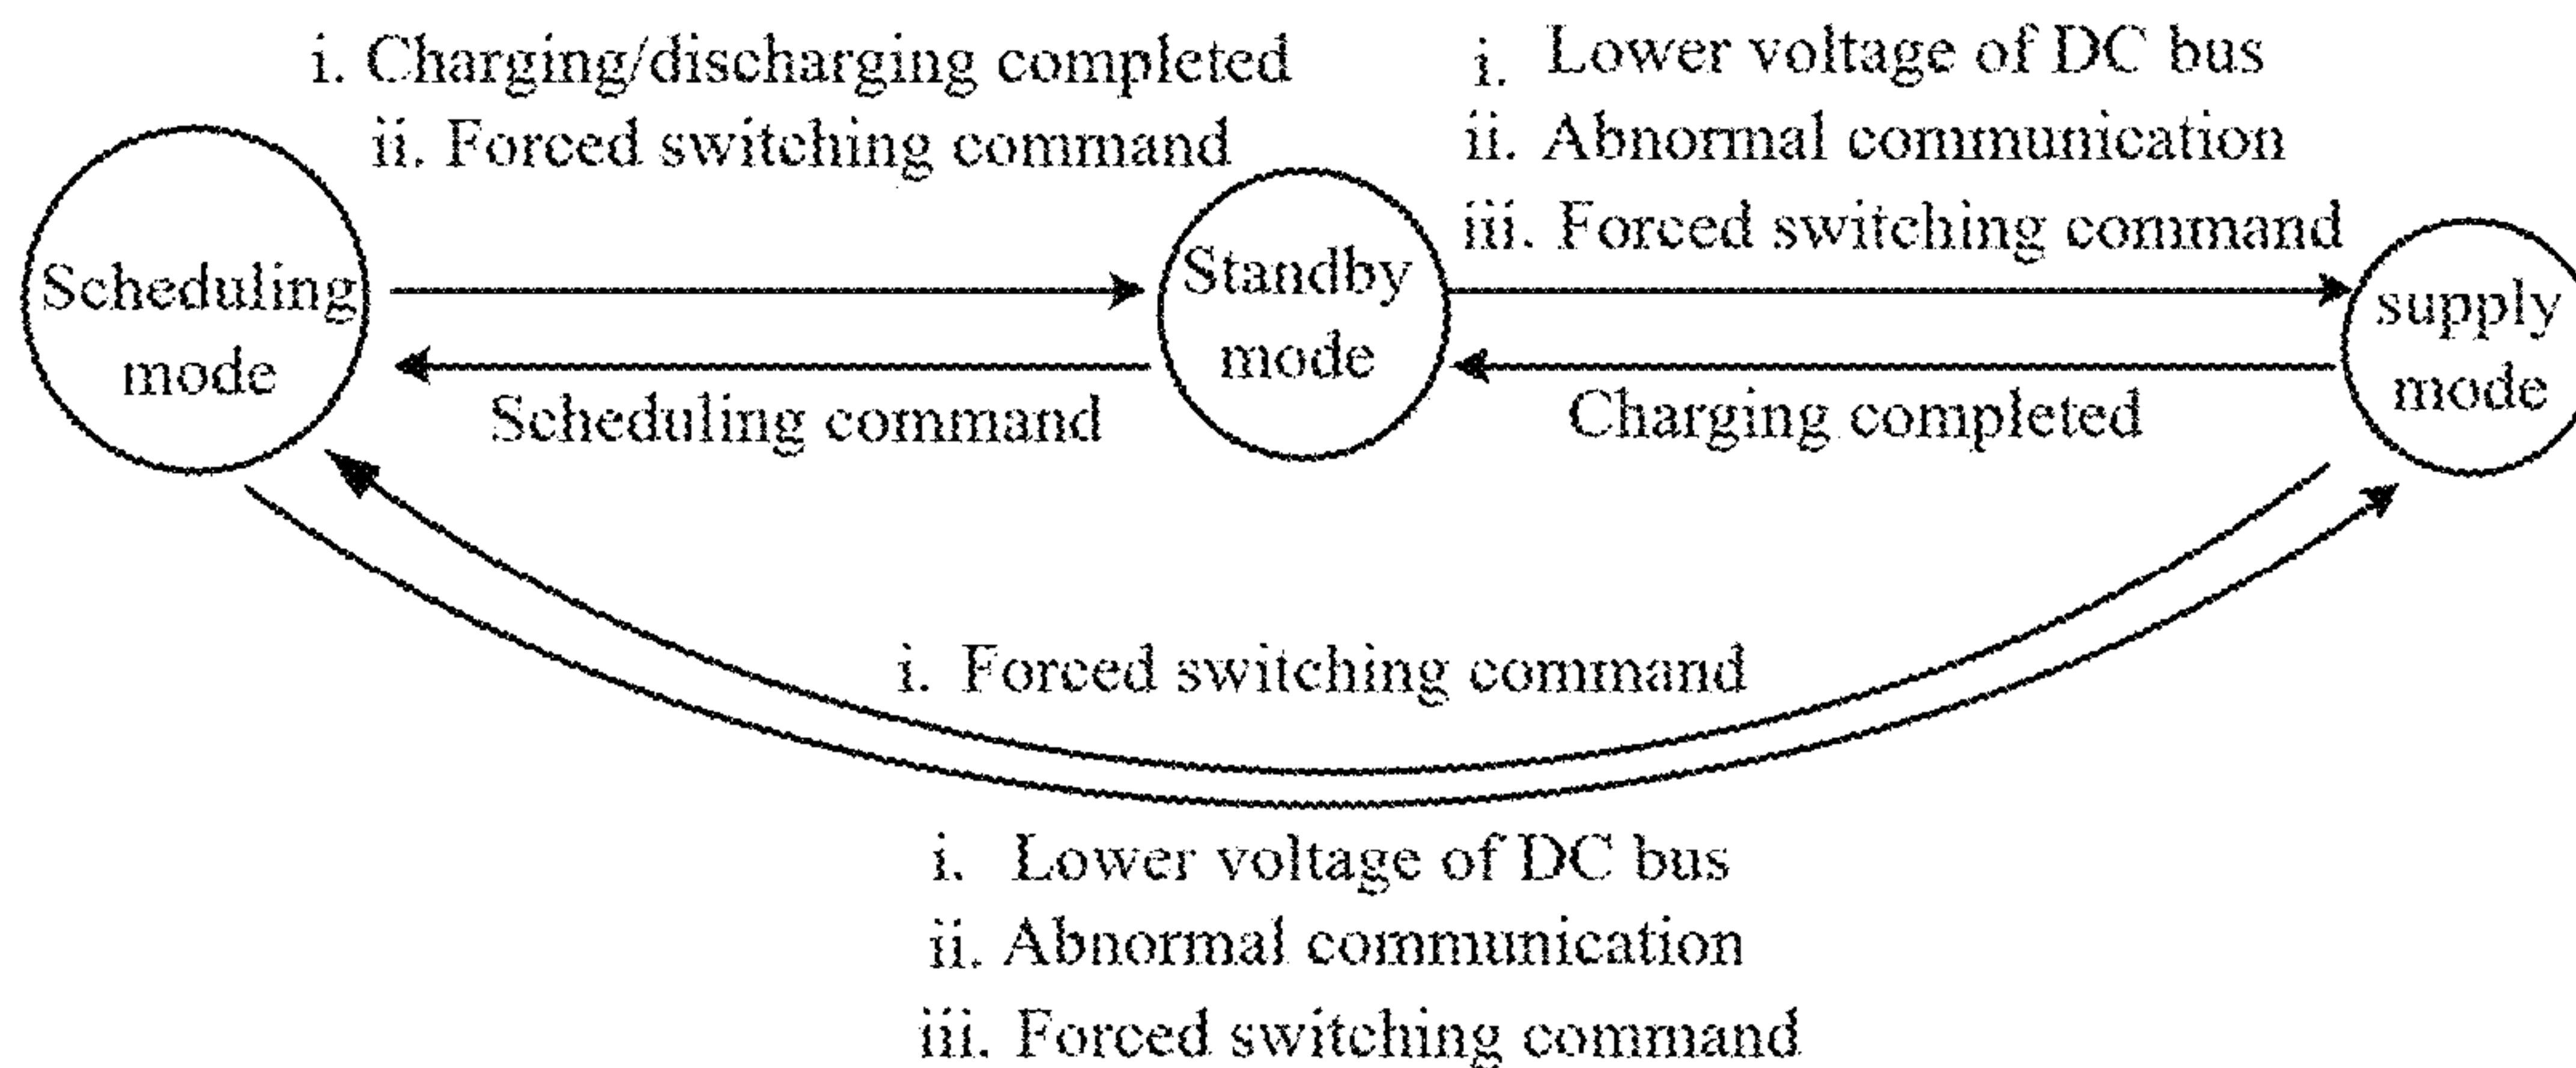 i. Charging/discharging completed
ii. Forced switching command
i. Lower voltage of DC bus
ii. Abnormal communication
iii. Forced switching command
Scheduling
mode
Standby
mode
supply
mode
Scheduling command
Charging completed
i. Forced switching command
i. Lower voltage of DC bus
ii. Abnormal communication
iii. Forced switching command